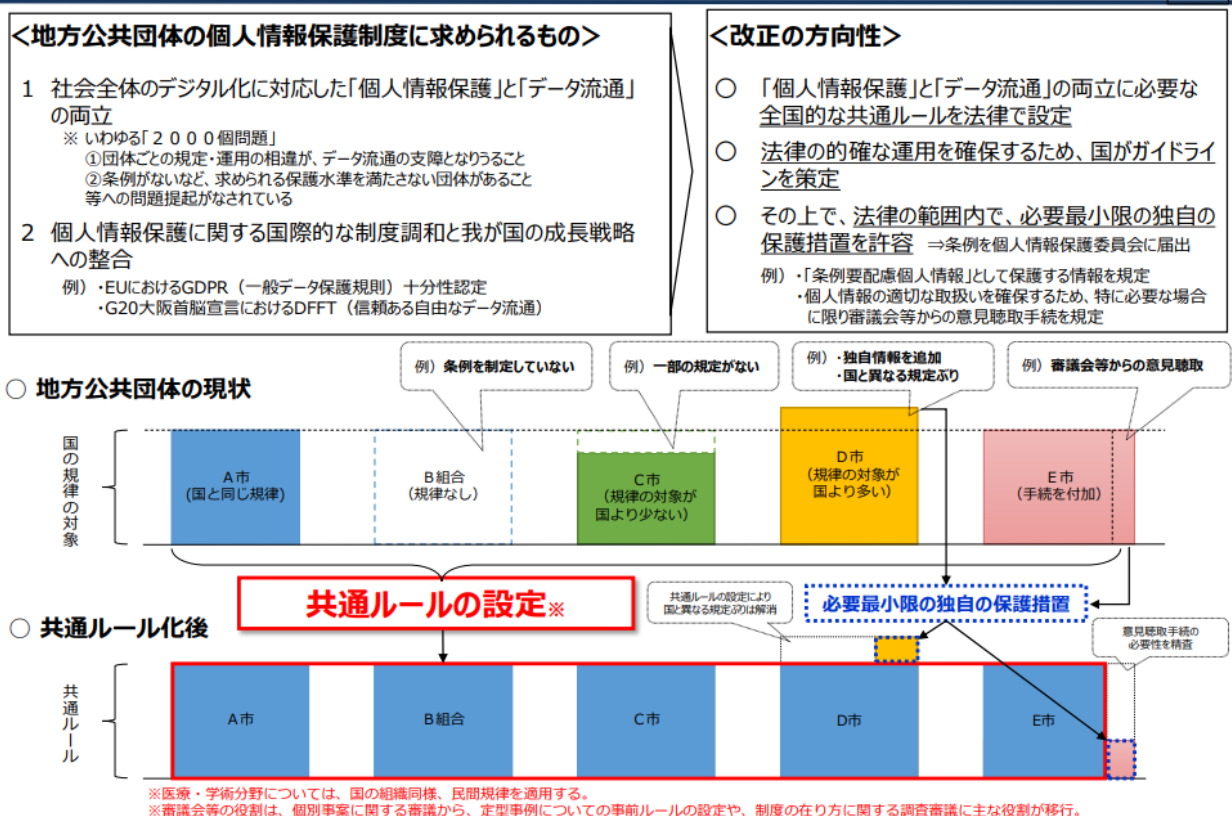 ＜地方公共団体の個人情報保護制度に求められるもの＞
1 社会全体のデジタル化に対応した「個人情報保護」と「データ流通」
の両立
※ いわゆる「２０００個問題」
①団体ごとの規定・運用の相違が、データ流通の支障となりうること
②条例がないなど、求められる保護水準を満たさない団体があること
等への問題提起がなされている
2 個人情報保護に関する国際的な制度調和と我が国の成長戦略
への整合
例）・EUにおけるGDPR（一般データ保護規則）十分性認定
・G20大阪首脳宣言におけるDFFT（信頼ある自由なデータ流通）
＜改正の方向性＞
○ 「個人情報保護」と「データ流通」の両立に必要な
全国的な共通ルールを法律で設定
○ 法律の的確な運用を確保するため、国がガイドライ
ンを策定
○ その上で、法律の範囲内で、必要最小限の独自の
保護措置を許容 ⇒条例を個人情報保護委員会に届出
例）・「条例要配慮個人情報」として保護する情報を規定
・個人情報の適切な取扱いを確保するため、特に必要な場合
に限り審議会等からの意見聴取手続を規定
○ 地方公共団体の現状
例）条例を制定していない
例）一部の規定がない
例）・独自情報を追加
・国と異なる規定ぶり
例）審議会等からの意見聴取
国の規律の対象
A市
(国と同じ規律)
B組合
（規律なし）
C市
（規律の対象が
国より少ない）
D市
（規律の対象が
国より多い）
E市
（手続を付加）
共通ルールの設定※
共通ルールの設定により
国と異なる規定ぶりは解消
必要最小限の独自の保護措置
意見聴取手続の
必要性を精査
○ 共通ルール化後
共通ルール
A市
B組合
C市
D市
E市
※医療・学術分野については、国の組織同様、民間規律を適用する。
※審議会等の役割は、個別事案に関する審議から、定型事例についての事前ルールの設定や、制度の在り方に関する調査審議に主な役割が移行。